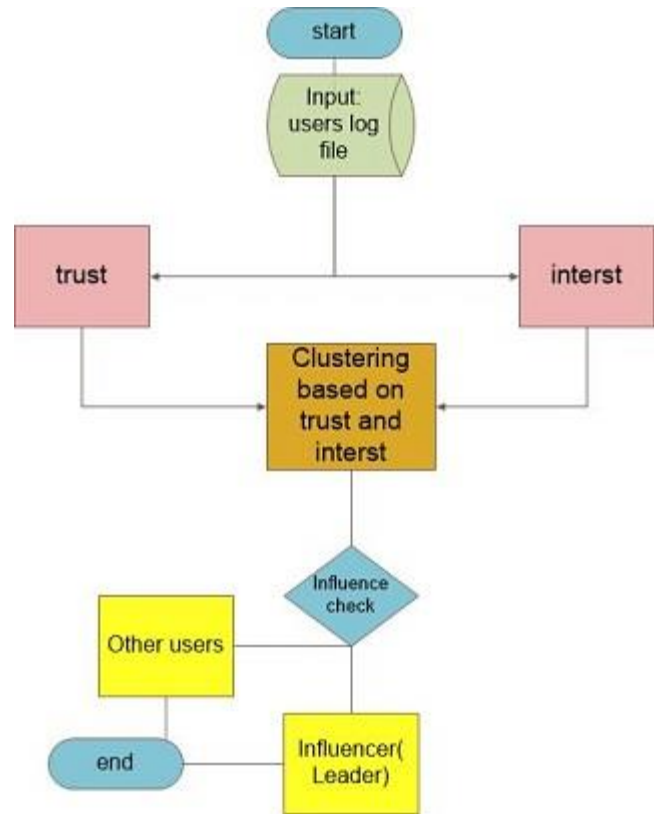 start
Input:
users log
file
trust
interst
Clustering
based on
trust and
interst
Influence
check
Other users
Influencer(
Leader)
end